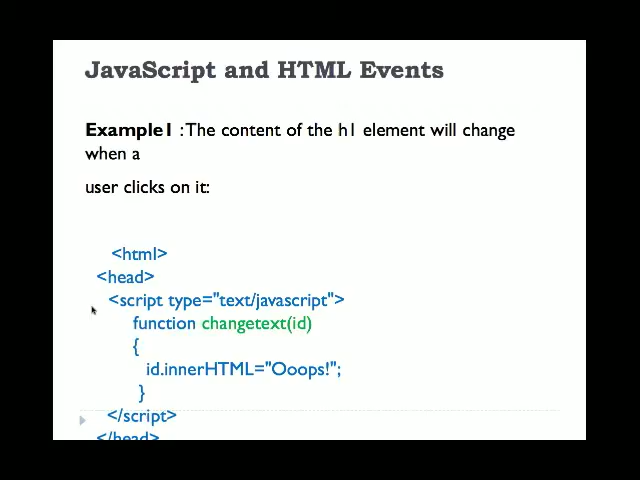 JavaScript and HTML Events
Example1 :The content of the h1 element will change
when a
user clicks on it:
<html>
<head>
<script type="text/javascript">
function changetext(id)
{
id.innerHTML="Ooops!";
}
</script>
</head>